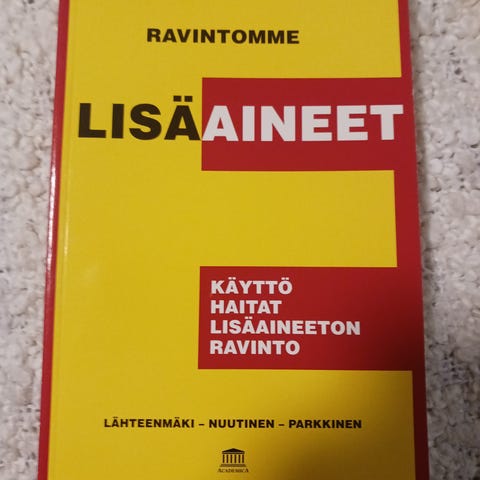 RAVINTOMME
LISÄAINEET
KÄYTTÖ
HAITAT
LISÄAINEETON
RAVINTO
LÄHTEENMÄKI – NUUTINEN – PARKKINEN
ACADEMICA